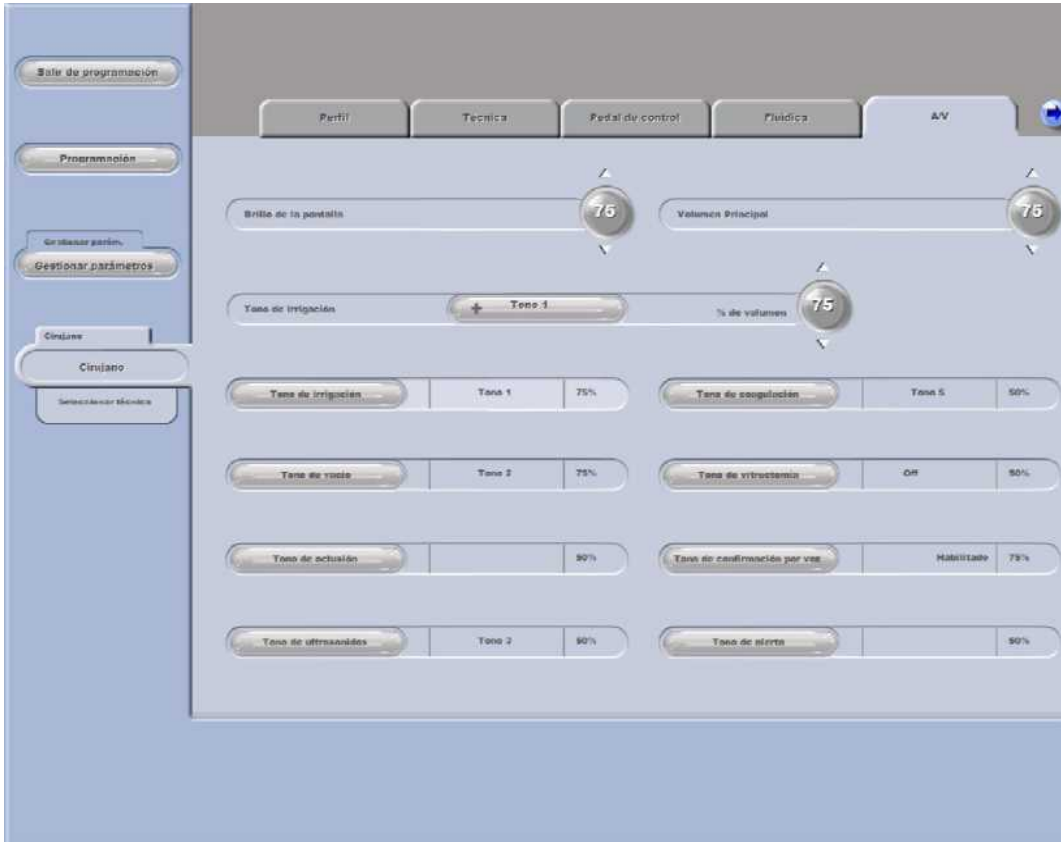 Sale de programación
Programación
Gestionar parám.
Gestionar parámetros
Cirujano
Cirujano
Seleccionar técnica
Perfil
Técnica
Pedal de control
Fluídica
A/V
Brillo de la pantalla
75
Volumen Principal
75
Tono de irrigación
+ Tono 1
% de volumen
75
Tono de irrigación
Tono 1
75%
Tono de coagulación
Tono 5
50%
Tono de vacío
Tono 2
75%
Tono de vitrectomía
Off
50%
Tono de oclusión
50%
Tono de confirmación por voz
Habilitado
75%
Tono de ultrasonidos
Tono 3
50%
Tono de alerta
50%